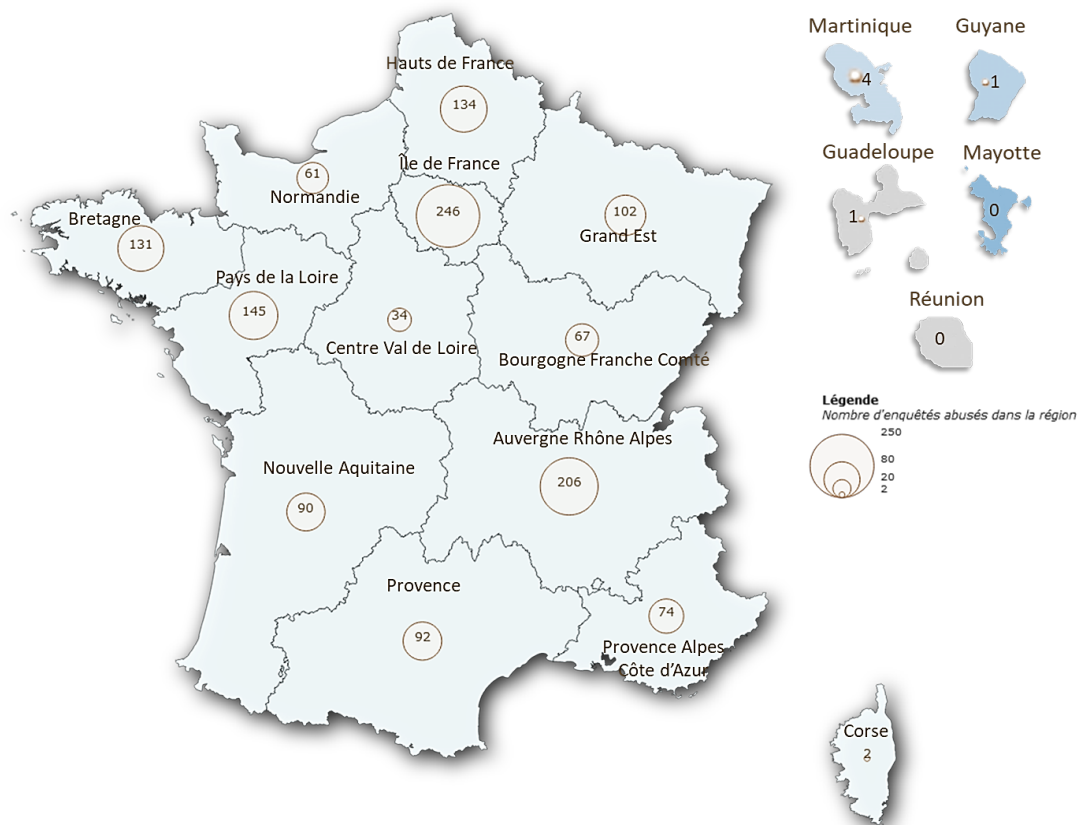 Martinique
Guyane
Hauts de France
4
1
134
Guadeloupe
Mayotte
Île de France
61
Normandie
246
102
1
0
Bretagne
Grand Est
131
Pays de la Loire
Réunion
145
34
67
0
Centre Val de Loire
Bourgogne Franche Comté
Légende
Nombre d'enquêtés abusés dans la région
250
80
20
2
Auvergne Rhône Alpes
Nouvelle Aquitaine
206
90
Provence
74
92
Provence Alpes
Côte d'Azur
Corse
2